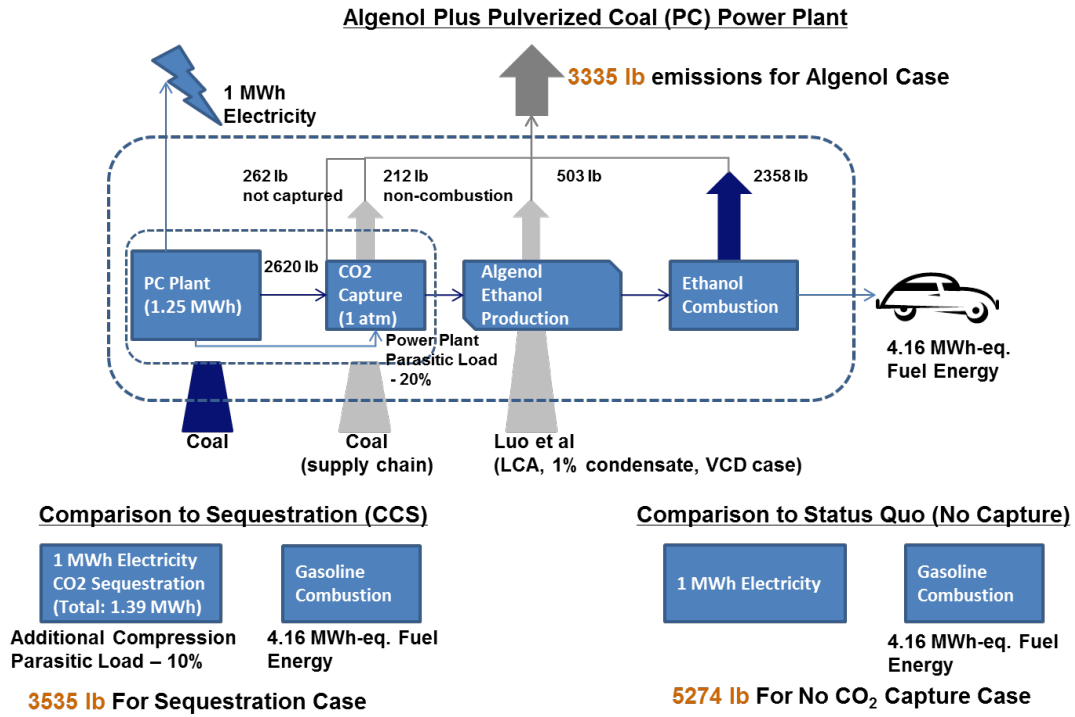 Algenol Plus Pulverized Coal (PC) Power Plant
3335 lb emissions for Algenol Case
1 MWh
Electricity
262 lb
not captured
212 lb
non-combustion
503 lb
2358 lb
PC Plant
(1.25 MWh)
2620 lb
CO2
Capture
(1 atm)
Algenol
Ethanol
Production
Ethanol
Combustion
Power Plant
Parasitic Load
- 20%
4.16 MWh-eq.
Fuel Energy
Coal
Coal
(supply chain)
Luo et al
(LCA, 1% condensate, VCD case)
Comparison to Sequestration (CCS)
1 MWh Electricity
CO2 Sequestration
(Total: 1.39 MWh)
Gasoline
Combustion
Additional Compression
Parasitic Load – 10%
4.16 MWh-eq. Fuel
Energy
3535 lb For Sequestration Case
Comparison to Status Quo (No Capture)
1 MWh Electricity
Gasoline
Combustion
4.16 MWh-eq. Fuel
Energy
5274 lb For No CO₂ Capture Case